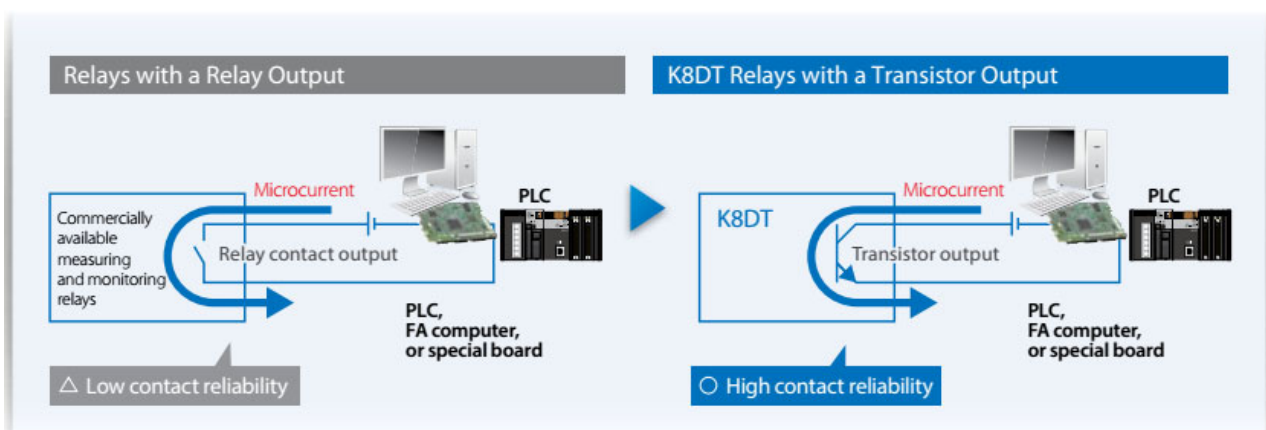 Relays with a Relay Output
Microcurrent
PLC
Commercially
available
measuring
and monitoring
relays
Relay contact output
PLC,
FA computer,
or special board
△ Low contact reliability
K8DT Relays with a Transistor Output
Microcurrent
PLC
K8DT
Transistor output
PLC,
FA computer,
or special board
○ High contact reliability